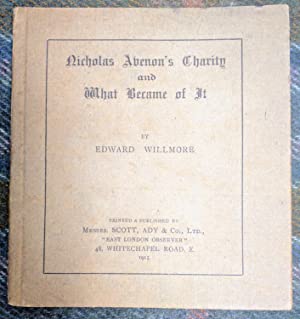 Nicholas Avenon's Charity
and
What Became of It
BY
EDWARD WILLMORE
PRINTED & PUBLISHED BY
MESSRS. SCOTT, ADY & CO., LTD.,
"EAST LONDON OBSERVER"
48, WHITECHAPEL ROAD, E.